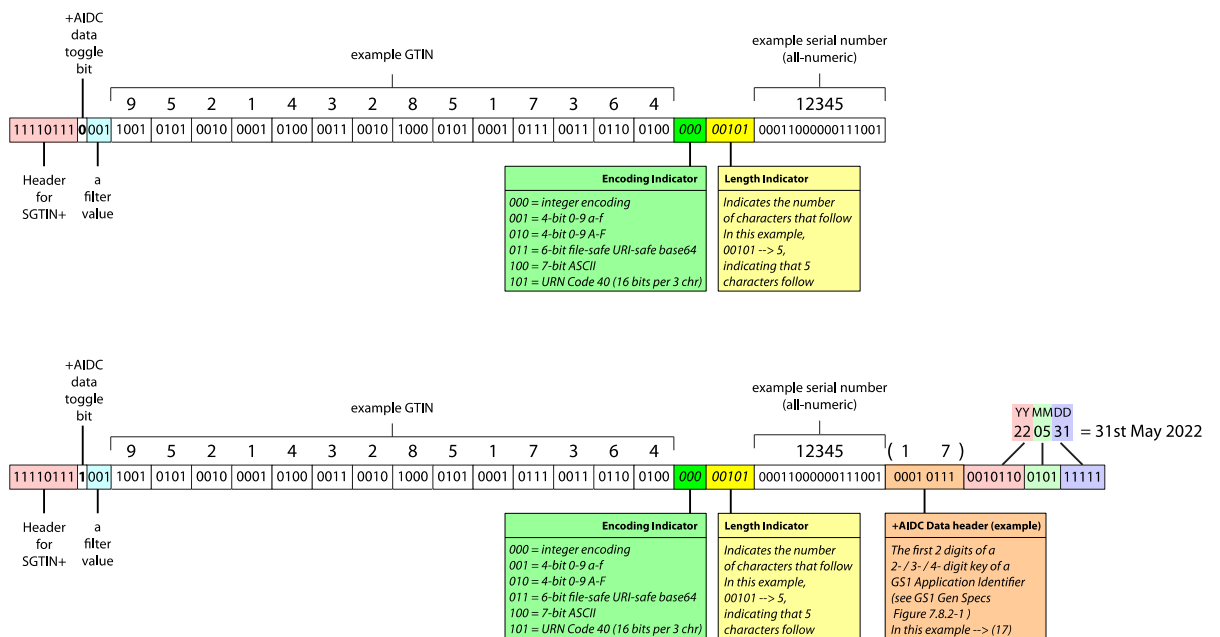 +AIDC
data
toggle
bit
example GTIN
example serial number
(all-numeric)
9 5 2 1 4 3 2 8 5 1 7 3 6 4
12345
11110111 0 001 1001 0101 0010 0001 0100 0011 0010 1000 0101 0001 0111 0011 0110 0100 000 00101 00011000000111001
Header
for
SGTIN+
a
filter
value
Encoding Indicator
000 = integer encoding
001 = 4-bit 0-9 a-f
010 = 4-bit 0-9 A-F
011 = 6-bit file-safe URI-safe base64
100 = 7-bit ASCII
101 = URN Code 40 (16 bits per 3 chr)
Length Indicator
Indicates the number
of characters that follow
In this example,
00101 --> 5,
indicating that 5
characters follow
+AIDC
data
toggle
bit
example GTIN
example serial number
(all-numeric)
YY MM DD
22 05 31 = 31st May 2022
9 5 2 1 4 3 2 8 5 1 7 3 6 4
12345
( 1 7 )
11110111 1 001 1001 0101 0010 0001 0100 0011 0010 1000 0101 0001 0111 0011 0110 0100 000 00101 00011000000111001 0001 0111 0010110 0101 11111
Header
for
SGTIN+
a
filter
value
Encoding Indicator
000 = integer encoding
001 = 4-bit 0-9 a-f
010 = 4-bit 0-9 A-F
011 = 6-bit file-safe URI-safe base64
100 = 7-bit ASCII
101 = URN Code 40 (16 bits per 3 chr)
Length Indicator
Indicates the number
of characters that follow
In this example,
00101 --> 5,
indicating that 5
characters follow
+AIDC Data header (example)
The first 2 digits of a
2- / 3- / 4- digit key of a
GS1 Application Identifier
(see GS1 Gen Specs
Figure 7.8.2-1 )
In this example --> (17)